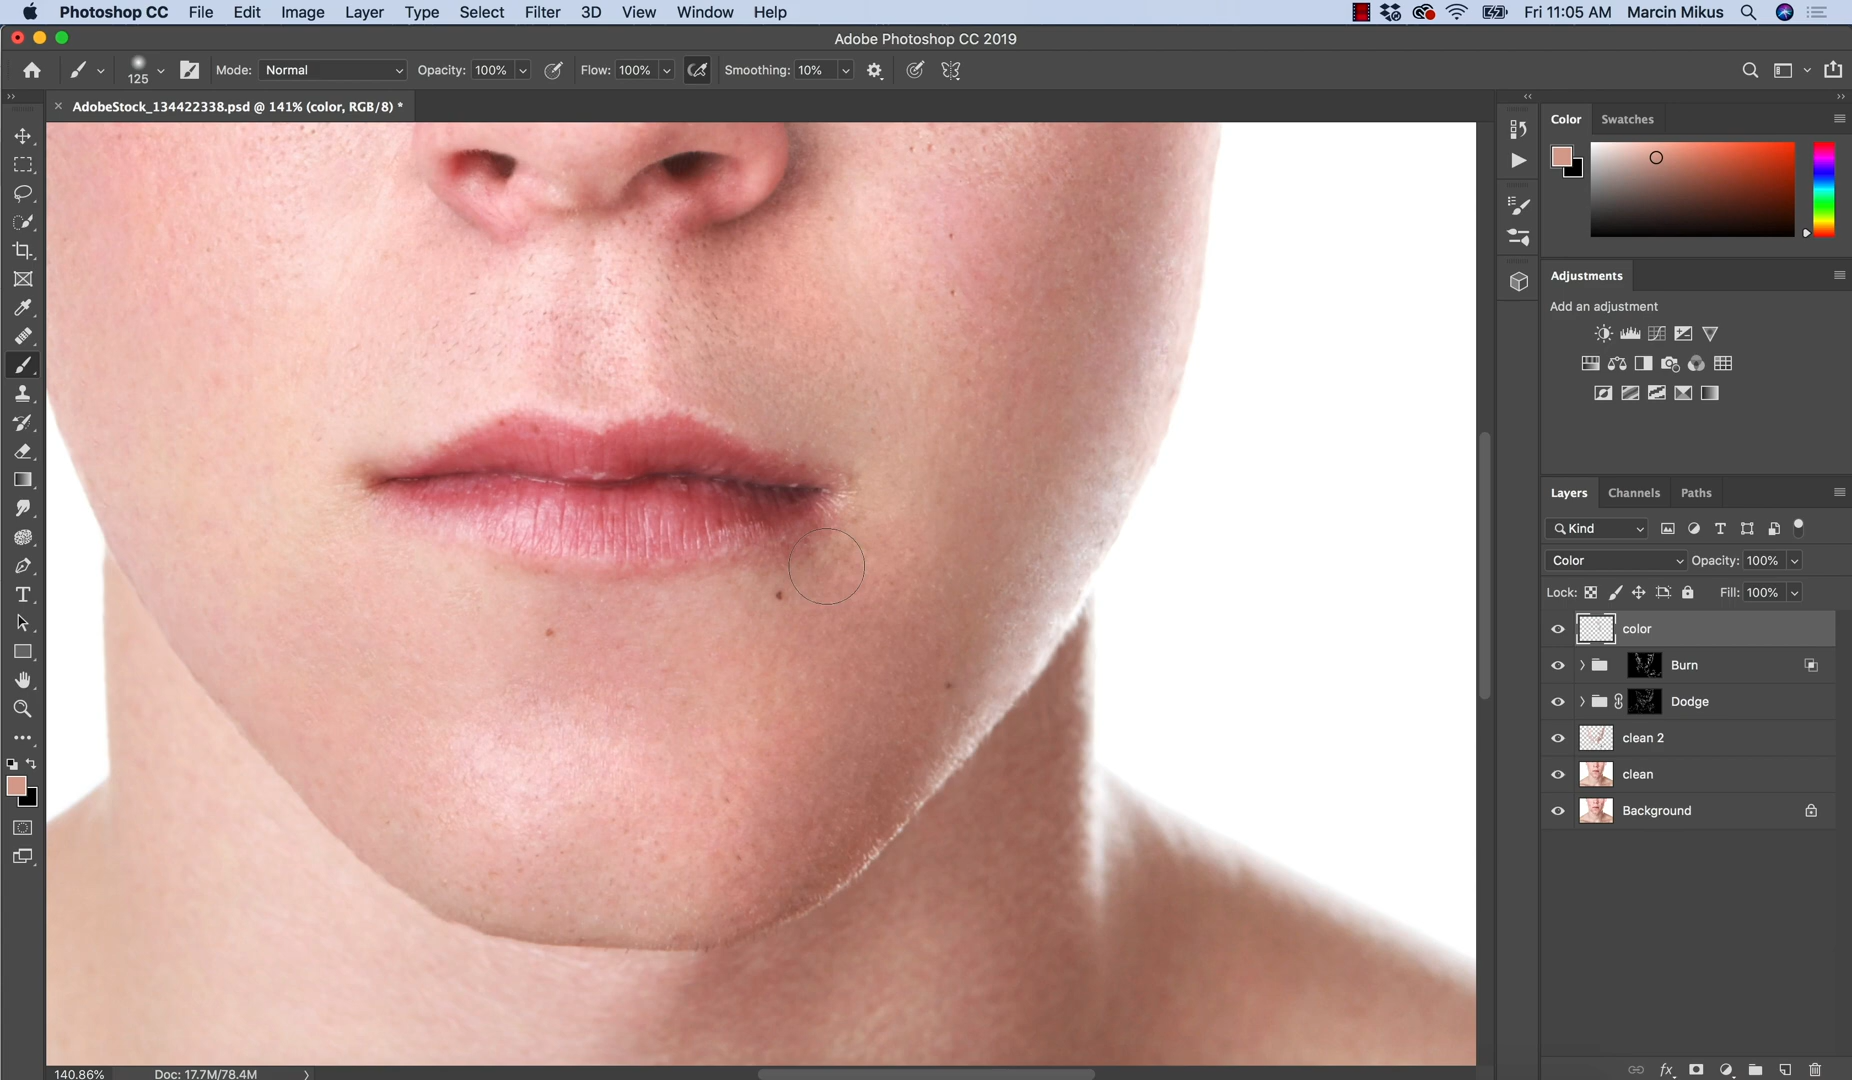 Photoshop CC File Edit Image Layer Type Select Filter 3D View Window Help Fri 11:05 AM Marcin Mikus
Adobe Photoshop CC 2019
125 Mode: Normal Opacity: 100% Flow: 100% Smoothing: 10%
AdobeStock_134422338.psd @ 141% (color, RGB/8) *
Color Swatches
Adjustments
Add an adjustment
Layers Channels Paths
Kind
Color Opacity: 100%
Lock: Fill: 100%
color
Burn
Dodge
clean 2
clean
Background
140.86% Doc: 17.7M/78.4M